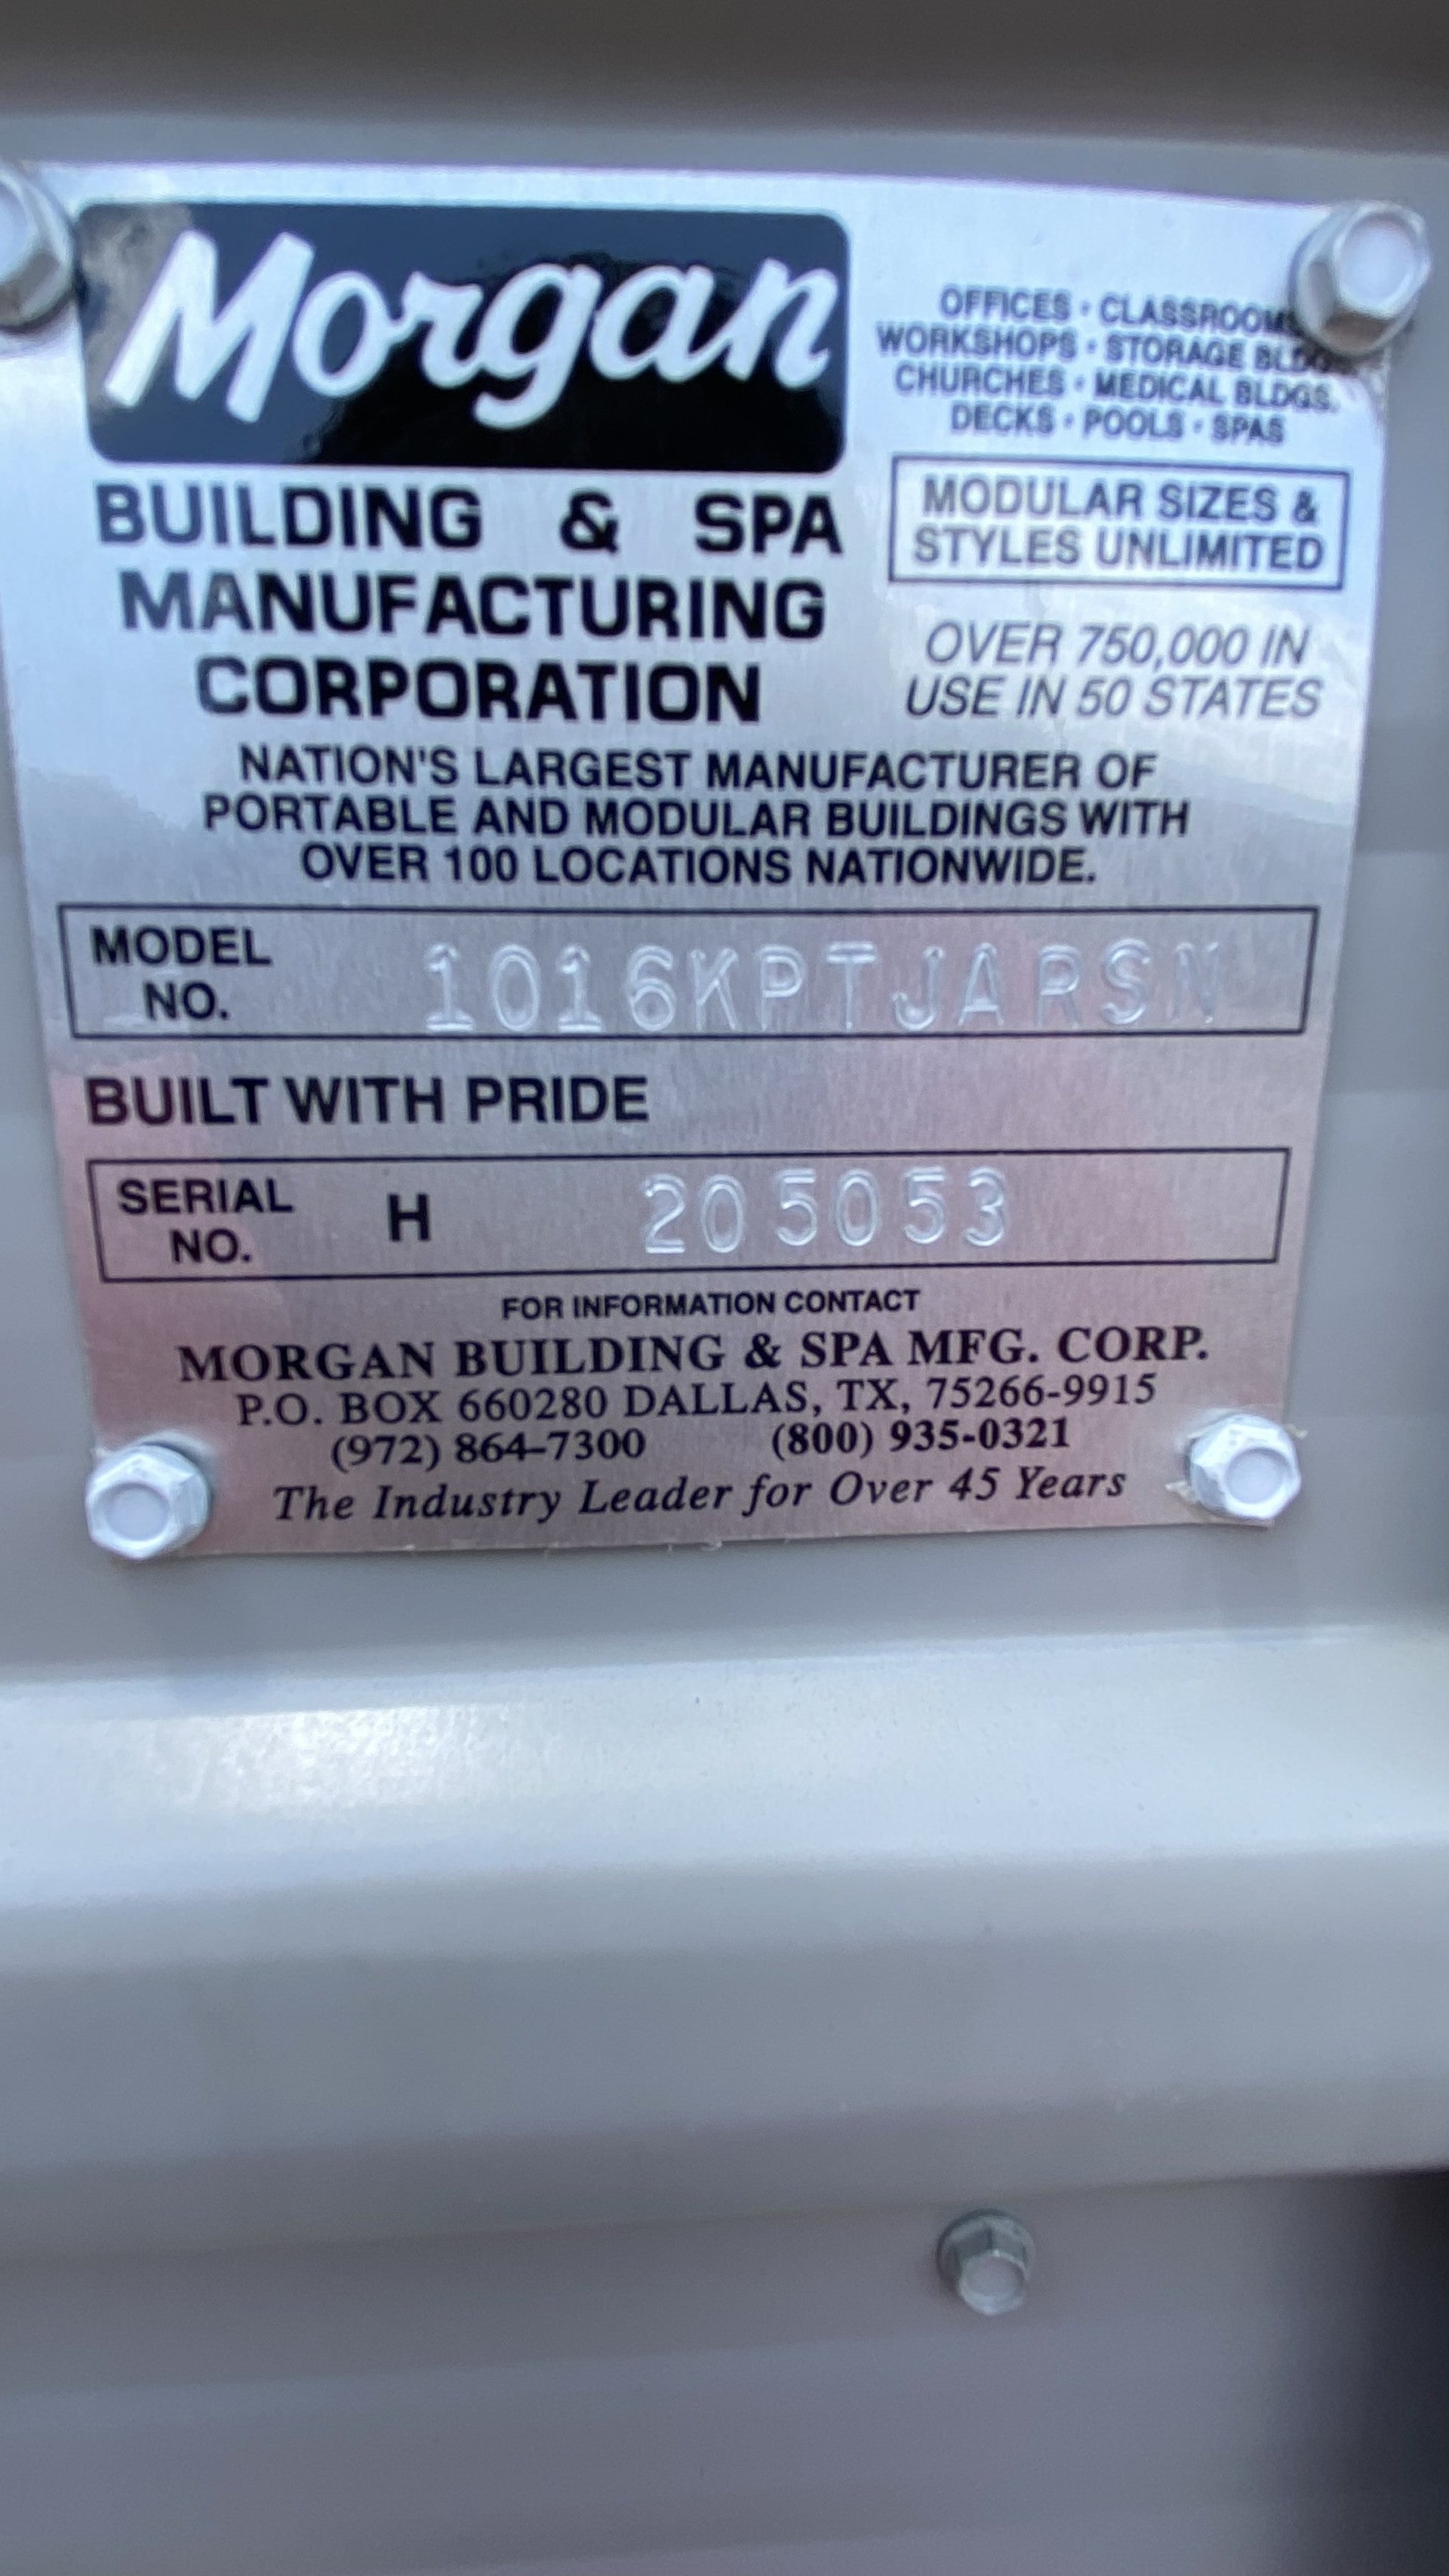 Morgan
BUILDING & SPA
MANUFACTURING
CORPORATION
OFFICES • CLASSROOMS
WORKSHOPS • STORAGE BLDGS.
CHURCHES • MEDICAL BLDGS.
DECKS • POOLS • SPAS
MODULAR SIZES &
STYLES UNLIMITED
OVER 750,000 IN
USE IN 50 STATES
NATION'S LARGEST MANUFACTURER OF
PORTABLE AND MODULAR BUILDINGS WITH
OVER 100 LOCATIONS NATIONWIDE.
MODEL NO. 1016KPTJARSN
BUILT WITH PRIDE
SERIAL NO. H 205053
FOR INFORMATION CONTACT
MORGAN BUILDING & SPA MFG. CORP.
P.O. BOX 660280 DALLAS, TX, 75266-9915
(972) 864-7300 (800) 935-0321
The Industry Leader for Over 45 Years